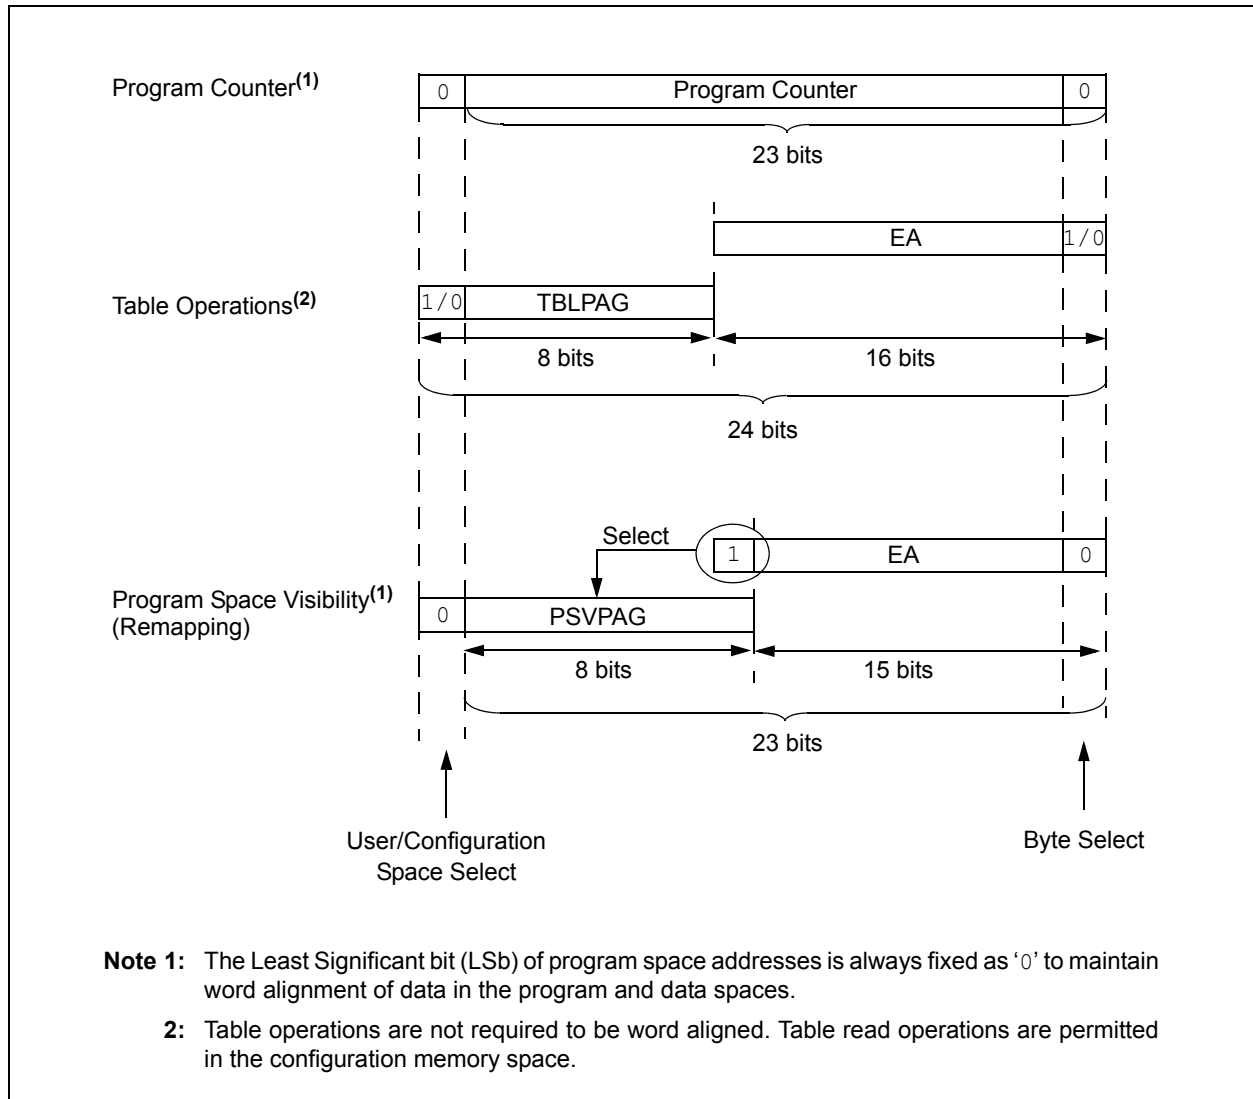 Program Counter(1)
0
Program Counter
0
23 bits
EA
1/0
Table Operations(2)
1/0
TBLPAG
8 bits
16 bits
24 bits
Select
1
EA
0
Program Space Visibility(1)
(Remapping)
0
PSVPAG
8 bits
15 bits
23 bits
User/Configuration
Space Select
Byte Select
Note 1: The Least Significant bit (LSb) of program space addresses is always fixed as ‘0’ to maintain
word alignment of data in the program and data spaces.
2: Table operations are not required to be word aligned. Table read operations are permitted
in the configuration memory space.